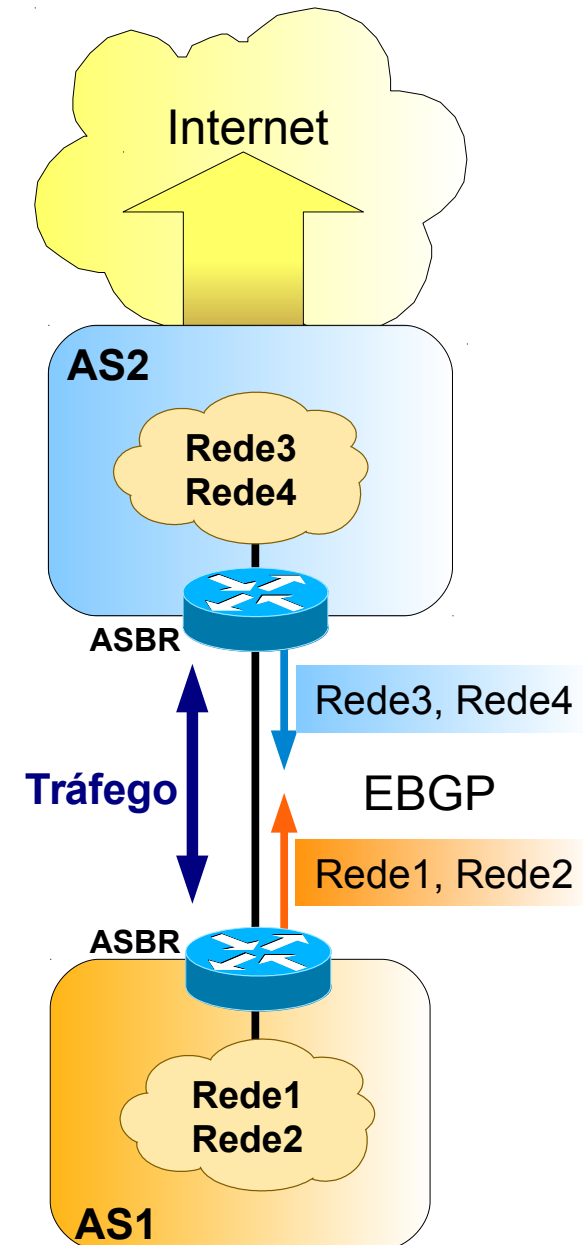 Internet
AS2
Rede3
Rede4
ASBR
Rede3, Rede4
Tráfego
EBGP
Rede1, Rede2
ASBR
Rede1
Rede2
AS1